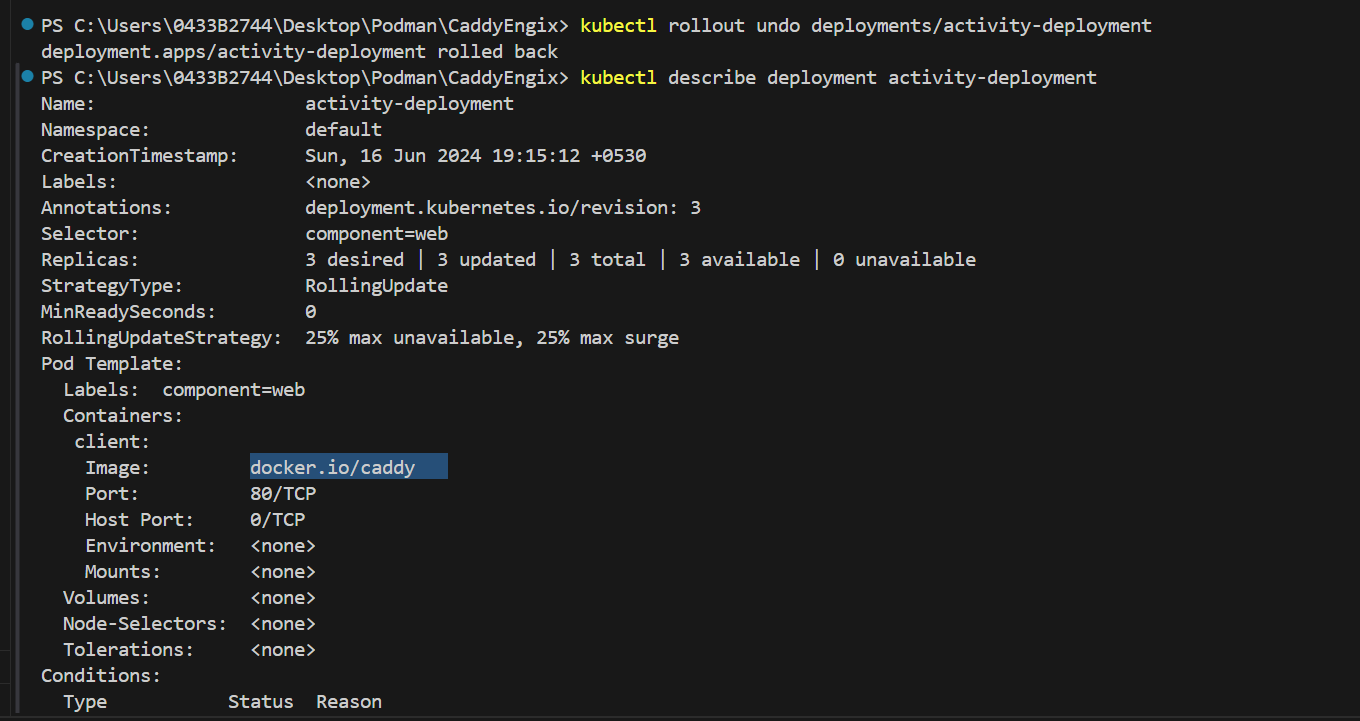 PS C:\Users\0433B2744\Desktop\Podman\CaddyEngix> kubectl rollout undo deployments/activity-deployment
deployment.apps/activity-deployment rolled back
PS C:\Users\0433B2744\Desktop\Podman\CaddyEngix> kubectl describe deployment activity-deployment
Name:                   activity-deployment
Namespace:              default
CreationTimestamp:      Sun, 16 Jun 2024 19:15:12 +0530
Labels:                 <none>
Annotations:            deployment.kubernetes.io/revision: 3
Selector:               component=web
Replicas:               3 desired | 3 updated | 3 total | 3 available | 0 unavailable
StrategyType:           RollingUpdate
MinReadySeconds:        0
RollingUpdateStrategy:  25% max unavailable, 25% max surge
Pod Template:
  Labels:  component=web
  Containers:
   client:
    Image:         docker.io/caddy
    Port:          80/TCP
    Host Port:     0/TCP
    Environment:   <none>
    Mounts:        <none>
  Volumes:         <none>
  Node-Selectors:  <none>
  Tolerations:     <none>
Conditions:
  Type           Status  Reason